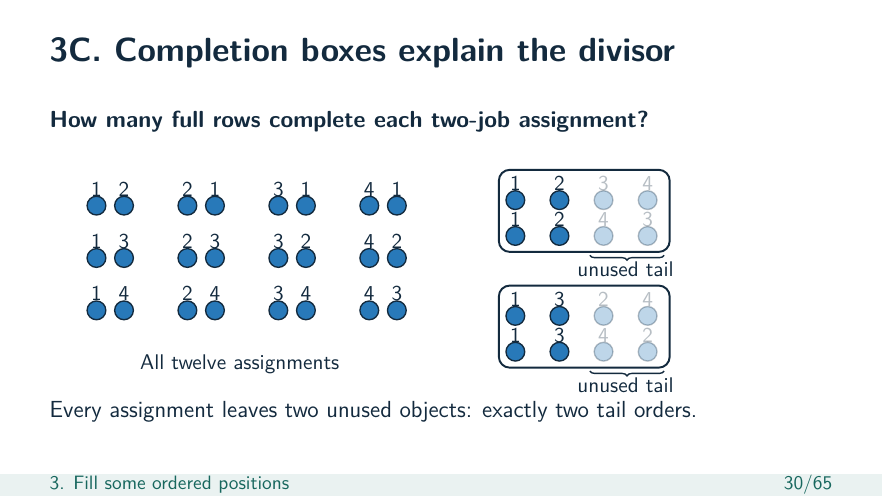 3C. Completion boxes explain the divisor
How many full rows complete each two-job assignment?
1 2 2 1 3 1 4 1
1 3 2 3 3 2 4 2
1 4 2 4 3 4 4 3
All twelve assignments
1 2 3 4
1 2 4 3
unused tail
1 3 2 4
1 3 4 2
unused tail
Every assignment leaves two unused objects: exactly two tail orders.
3. Fill some ordered positions 30/65